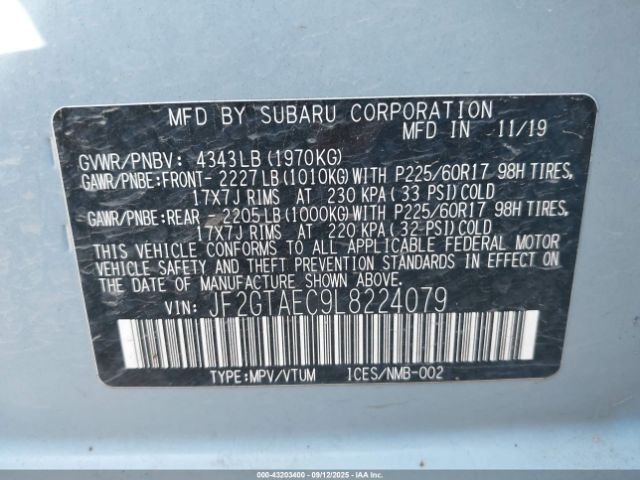 MFD BY SUBARU CORPORATION
MFD IN 11/19
GVWR/PNBV: 4343LB(1970KG)
GAWR/PNBE:FRONT-2227LB(1010KG)WITH P225/60R17 98H TIRES,
17X7J RIMS AT 230 KPA(33 PSI)COLD
GAWR/PNBE:REAR -2205LB(1000KG)WITH P225/60R17 98H TIRES,
17X7J RIMS AT 220 KPA(32 PSI)COLD
THIS VEHICLE CONFORMS TO ALL APPLICABLE FEDERAL MOTOR
VEHICLE SAFETY AND THEFT PREVENTION STANDARDS IN EFFECT ON
THE DATE OF MANUFACTURE SHOWN ABOVE.
VIN: JF2GTAEC9L8224079
TYPE:MPV/VTUM ICES/NMB-002
000-43203400 - 09/12/2025 - IAAI.COM